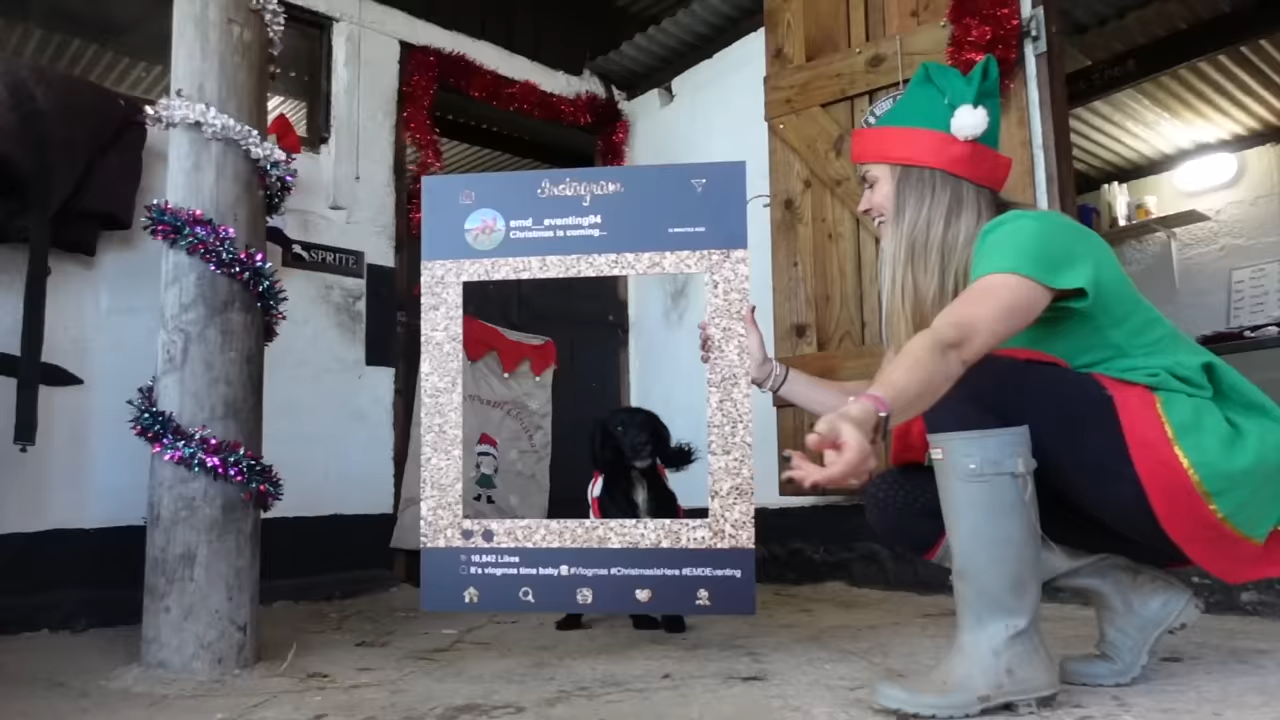 Instagram
emd__eventing94
Christmas is coming...
SPRITE
10,842 Likes
It's vlogmas time baby #Vlogmas #ChristmasIsHere #EMDEventing